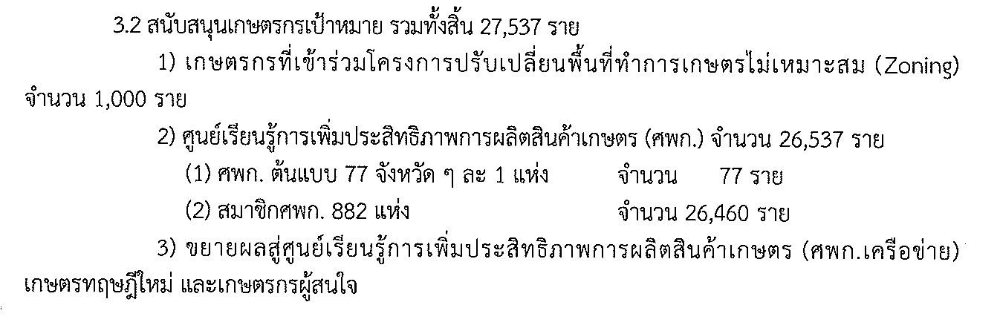 3.2 สนับสนุนเกษตรกรเป้าหมาย รวมทั้งสิ้น 27,537 ราย
1) เกษตรกรที่เข้าร่วมโครงการปรับเปลี่ยนพื้นที่ทำการเกษตรไม่เหมาะสม (Zoning)
จำนวน 1,000 ราย
2) ศูนย์เรียนรู้การเพิ่มประสิทธิภาพการผลิตสินค้าเกษตร (ศพก.) จำนวน 26,537 ราย
(1) ศพก. ต้นแบบ 77 จังหวัด ๆ ละ 1 แห่ง จำนวน 77 ราย
(2) สมาชิกศพก. 882 แห่ง จำนวน 26,460 ราย
3) ขยายผลสู่ศูนย์เรียนรู้การเพิ่มประสิทธิภาพการผลิตสินค้าเกษตร (ศพก.เครือข่าย)
เกษตรทฤษฎีใหม่ และเกษตรกรผู้สนใจ